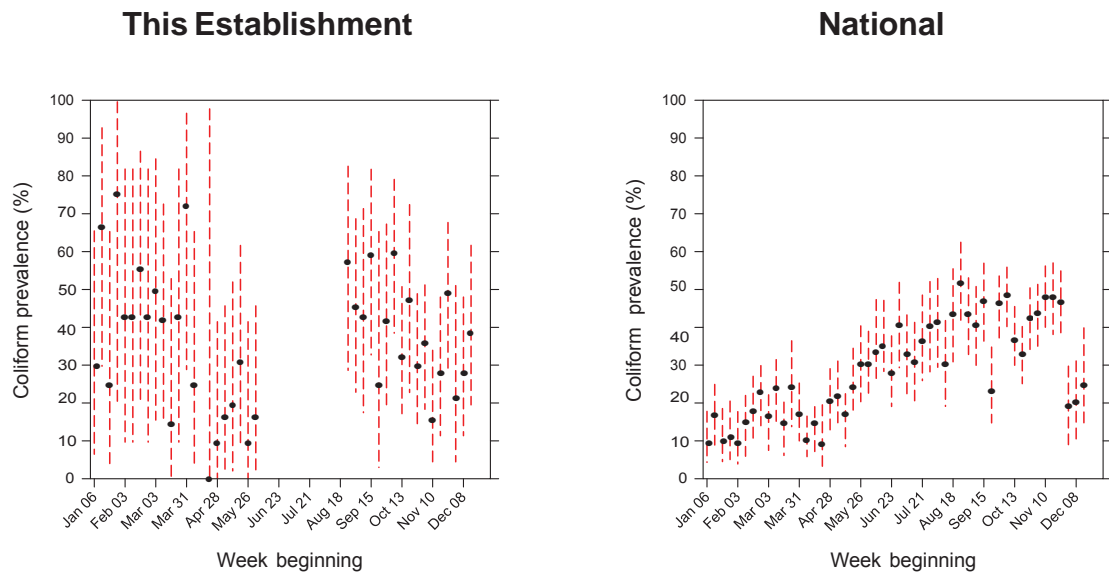 This Establishment
National
Coliform prevalence (%)
100
90
80
70
60
50
40
30
20
10
0
Jan 06
Feb 03
Mar 03
Mar 31
Apr 28
May 26
Jun 23
Jul 21
Aug 18
Sep 15
Oct 13
Nov 10
Dec 08
Week beginning
Coliform prevalence (%)
100
90
80
70
60
50
40
30
20
10
0
Jan 06
Feb 03
Mar 03
Mar 31
Apr 28
May 26
Jun 23
Jul 21
Aug 18
Sep 15
Oct 13
Nov 10
Dec 08
Week beginning